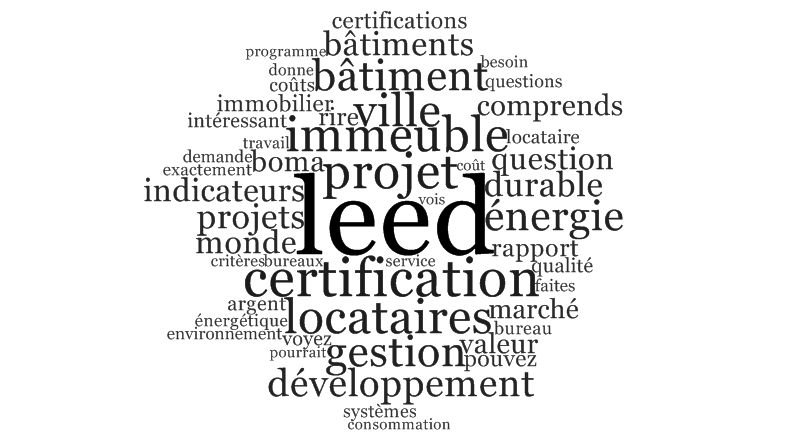 certifications
programme bâtiments
donne bâtiment besoin
coûts questions
immobilier ville comprends
intéressant rire
immeuble locataire
travail
demande boma projet coût question
exactement
indicateurs durable
leed vois
projets énergie
monde rapport
critères bureaux service qualité
certification faites
argent locataires marché
énergétique bureau
environnement voyez valeur
pourrait gestion pouvez
développement
systèmes
consommation